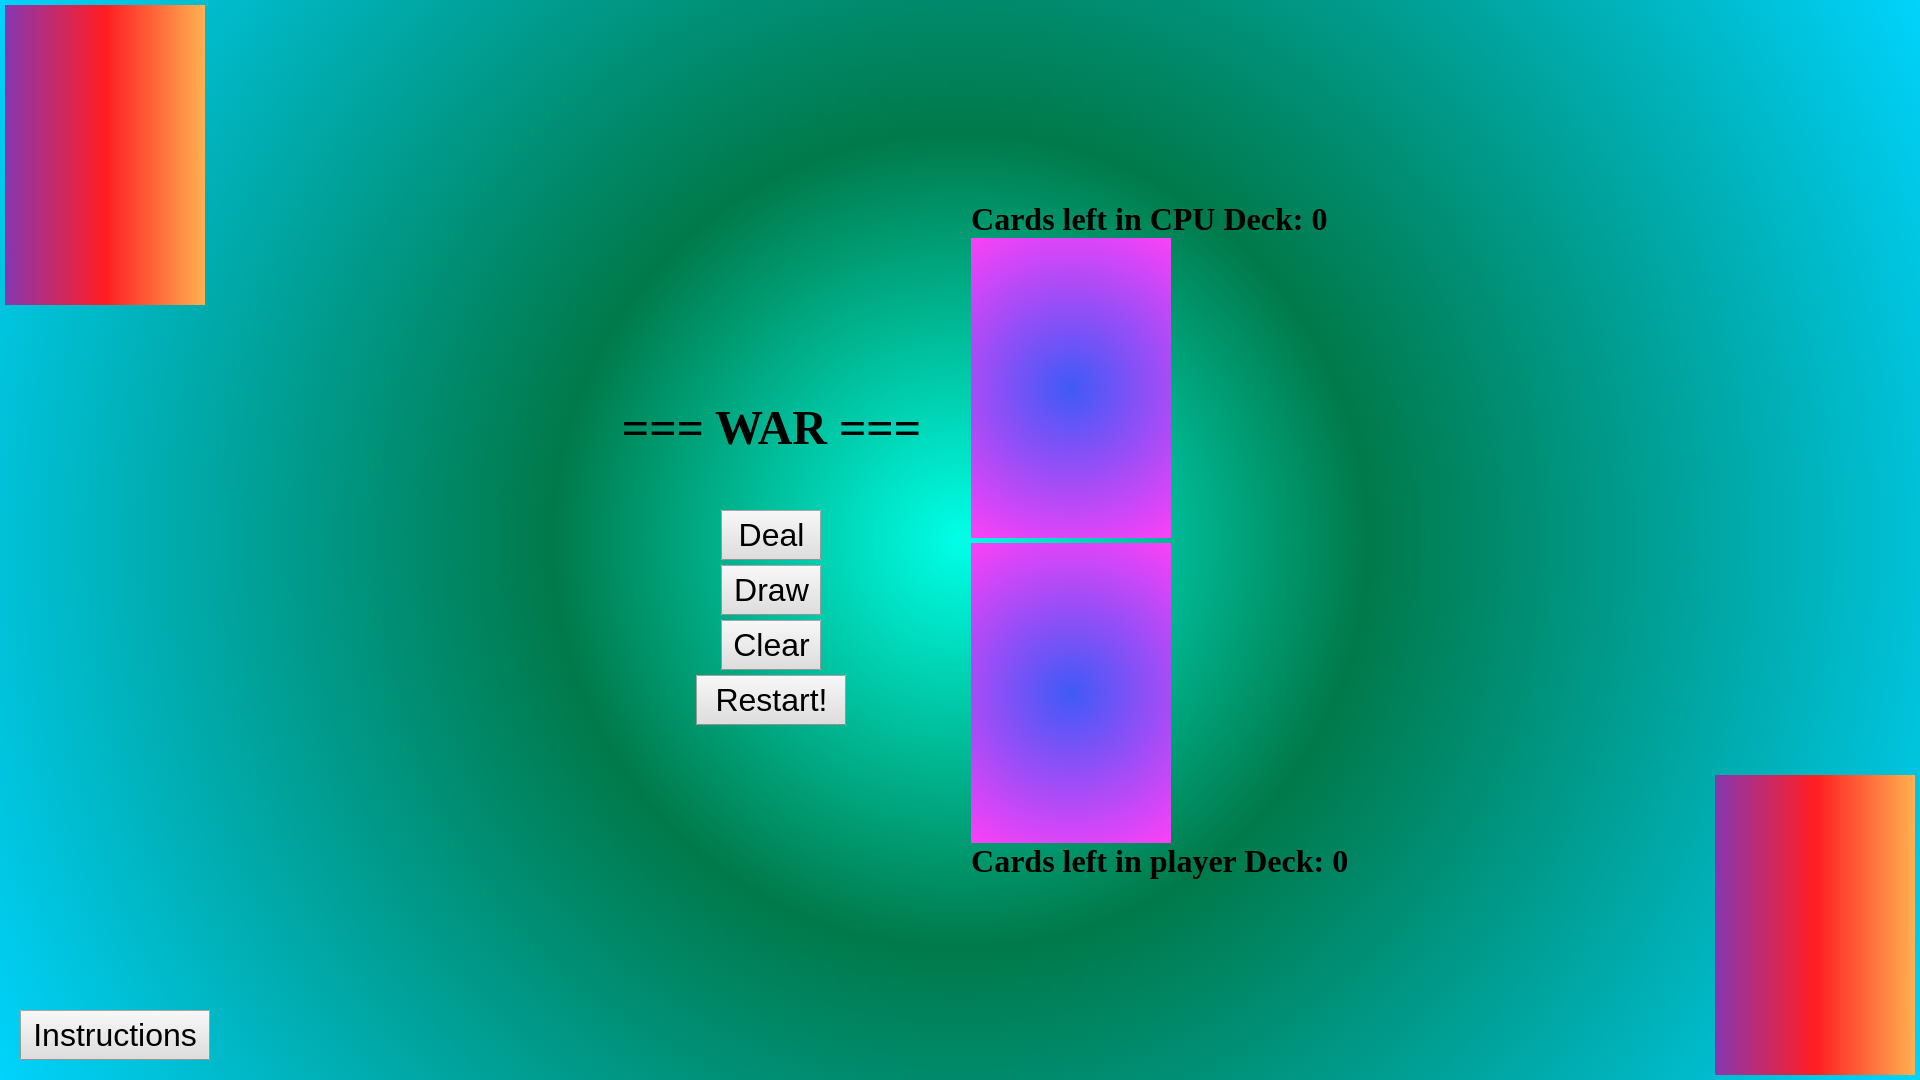 Cards left in CPU Deck: 0
=== WAR ===
Deal
Draw
Clear
Restart!
Cards left in player Deck: 0
Instructions